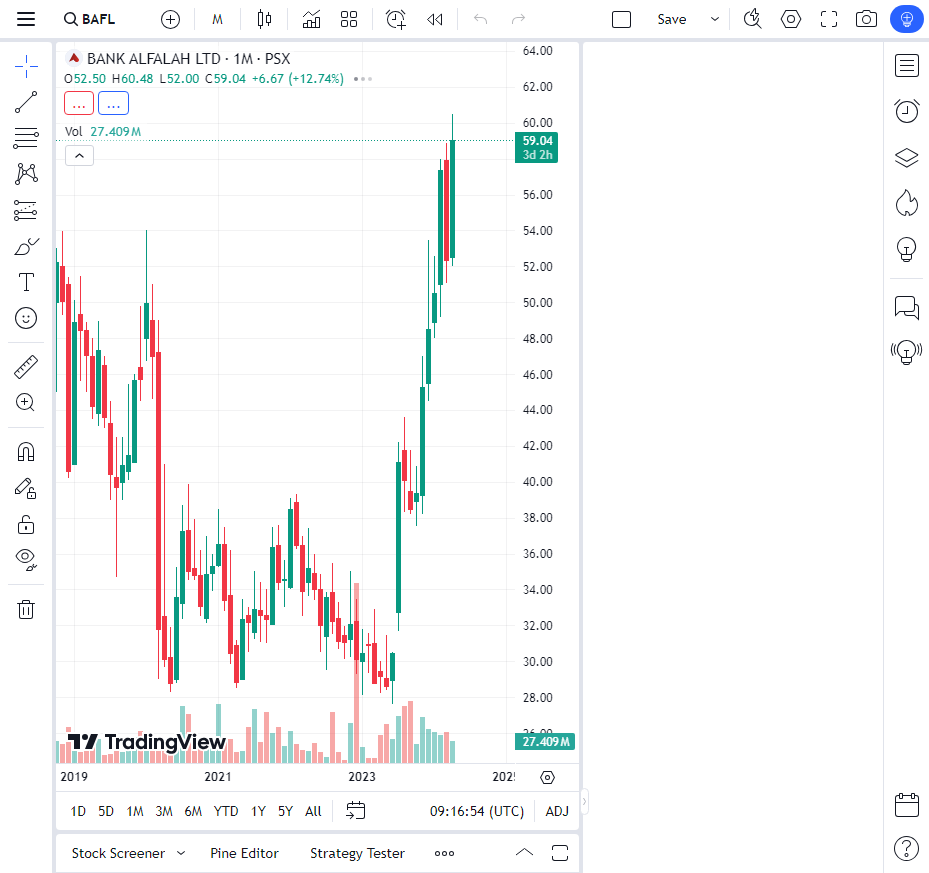 BAFL M Save
BANK ALFALAH LTD · 1M · PSX
O52.50 H60.48 L52.00 C59.04 +6.67 (+12.74%)
... ...
Vol 27.409M
64.00
62.00
60.00
59.04
3d 2h
56.00
54.00
52.00
50.00
48.00
46.00
44.00
42.00
40.00
38.00
36.00
34.00
32.00
30.00
28.00
27.409M
TradingView
2019 2021 2023
1D 5D 1M 3M 6M YTD 1Y 5Y All 09:16:54 (UTC) ADJ
Stock Screener Pine Editor Strategy Tester